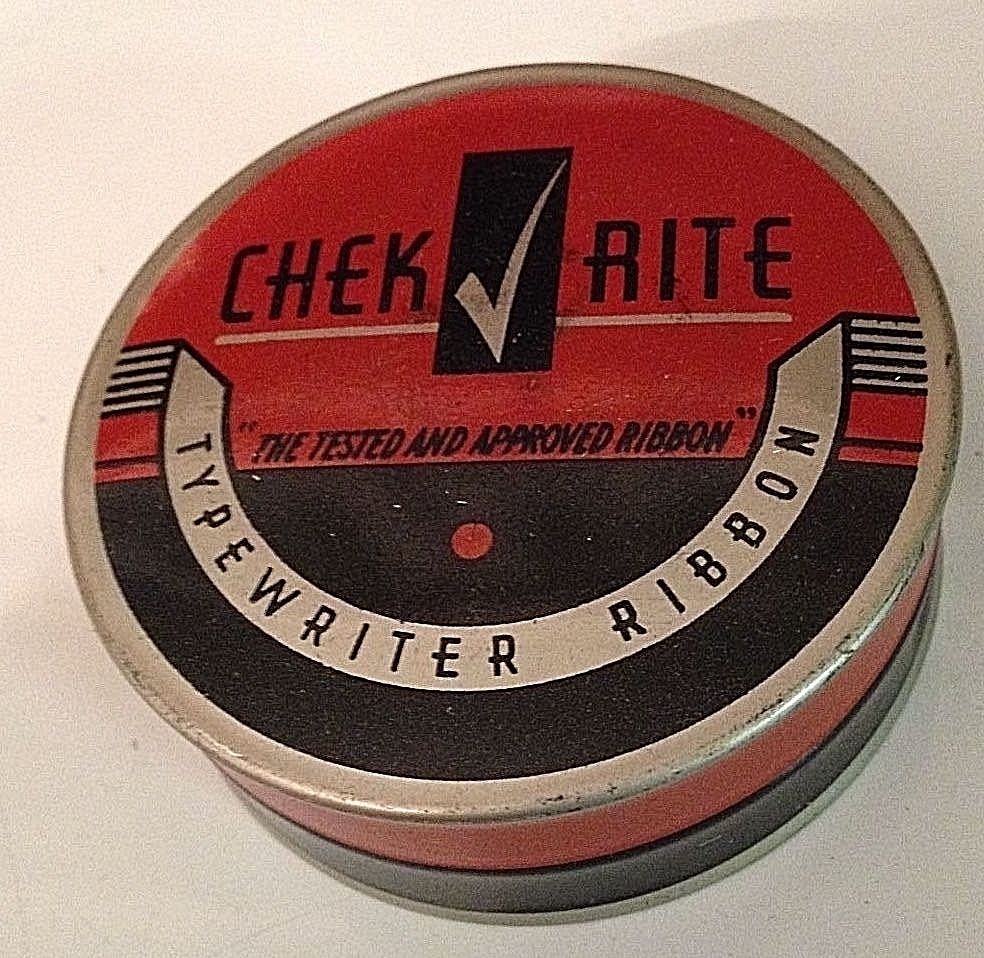 CHEK RITE
"THE TESTED AND APPROVED RIBBON"
TYPEWRITER RIBBON